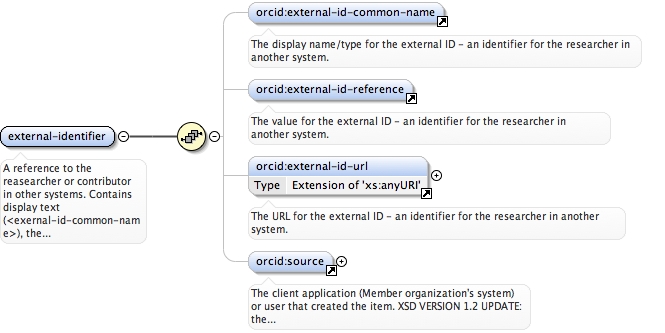 orcid:external-id-common-name
The display name/type for the external ID – an identifier for the researcher in
another system.
orcid:external-id-reference
The value for the external ID – an identifier for the researcher in
another system.
external-identifier
A reference to the
reasearcher or contributor
in other systems. Contains
display text
(<exernal-id-common-nam
e>), the...
orcid:external-id-url
Type Extension of 'xs:anyURI'
The URL for the external ID – an identifier for the researcher in another
system.
orcid:source
The client application (Member organization's system)
or user that created the item. XSD VERSION 1.2 UPDATE:
the...